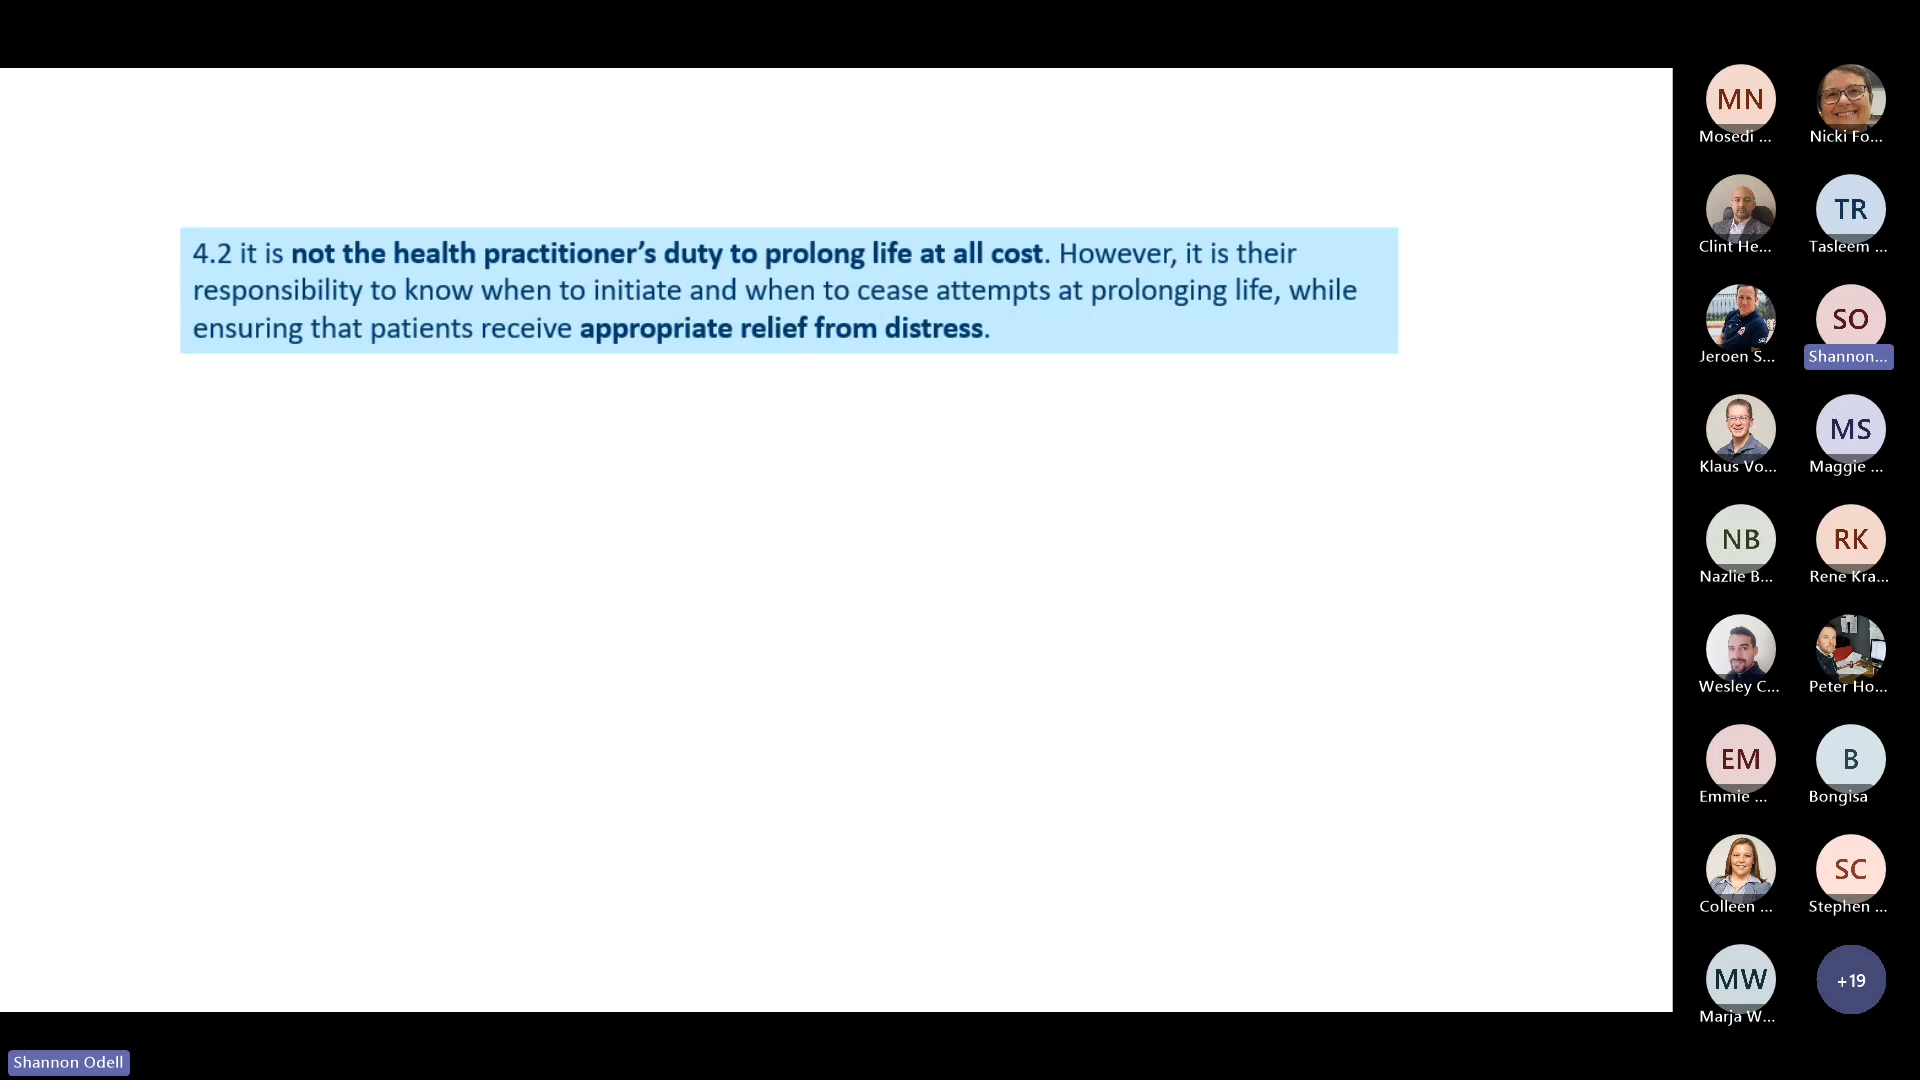 4.2 it is not the health practitioner’s duty to prolong life at all cost. However, it is their
responsibility to know when to initiate and when to cease attempts at prolonging life, while
ensuring that patients receive appropriate relief from distress.
MN
Mosedi ...
Nicki Fo...
Clint He...
TR
Tasleem ...
Jeroen S...
SO
Shannon...
Klaus Vo...
MS
Maggie ...
NB
Nazlie B...
RK
Rene Kra...
Wesley C...
Peter Ho...
EM
Emmie ...
B
Bongisa
Colleen ...
SC
Stephen ...
MW
Marja W...
+19
Shannon Odell